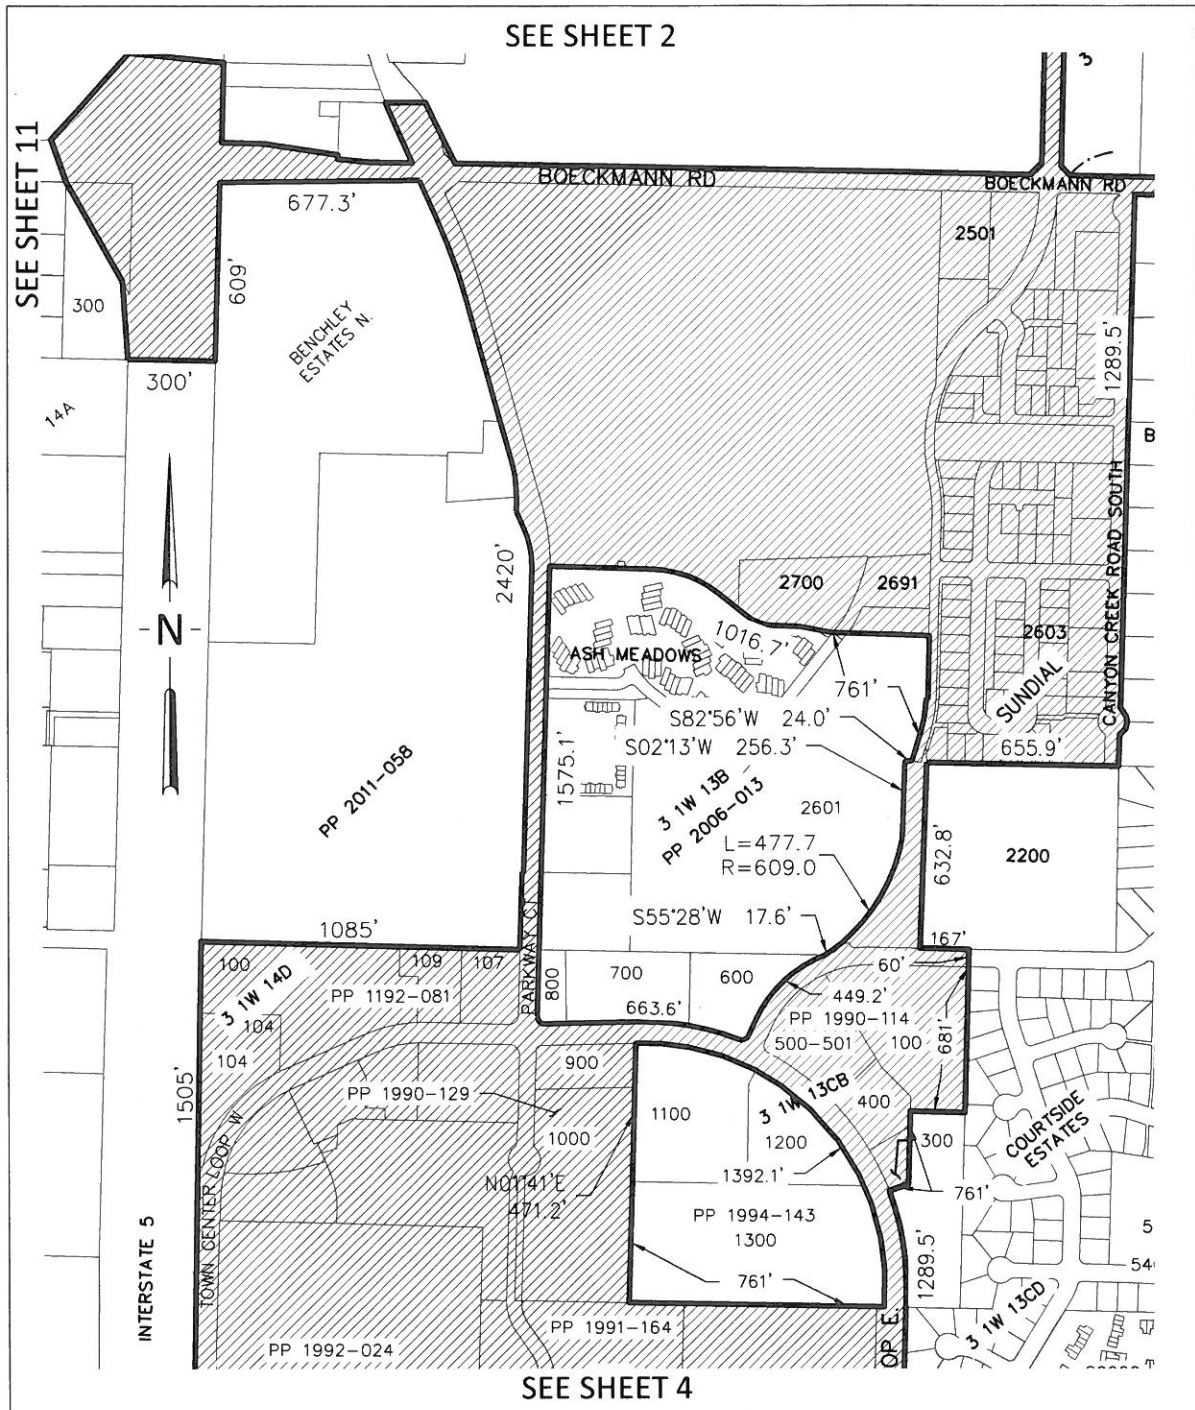 SEE SHEET 2
SEE SHEET 11
3
BOECKMANN RD
BOECKMANN RD
677.3'
2501
609'
300
BENCHLEY
ESTATES N.
1289.5'
300'
14A
B
CANYON CREEK ROAD SOUTH
2420'
2700
2691
N
1016.7'
2603
ASH MEADOWS
761'
SUNDIAL
S82°56'W 24.0'
S02°13'W 256.3'
655.9'
1575.1'
3 1W 13B
PP 2006-013
2601
PP 2011-058
L=477.7
R=609.0
632.8'
2200
S55°28'W 17.6'
1085'
167'
100
109
107
700
600
60'
3 1W 14D
PP 1192-081
PARKWAY CT
800
663.6'
449.2'
PP 1990-114
104
500-501
100
681'
104
900
1505'
PP 1990-129
3 1W 13CB
400
1100
1000
1200
300
COURTSIDE
ESTATES
TOWN CENTER LOOP W
N01°41'E
471.2'
1392.1'
761'
PP 1994-143
1300
5
INTERSTATE 5
761'
1289.5'
540
3 1W 13CD
PP 1991-164
PP 1992-024
OP E.
SEE SHEET 4